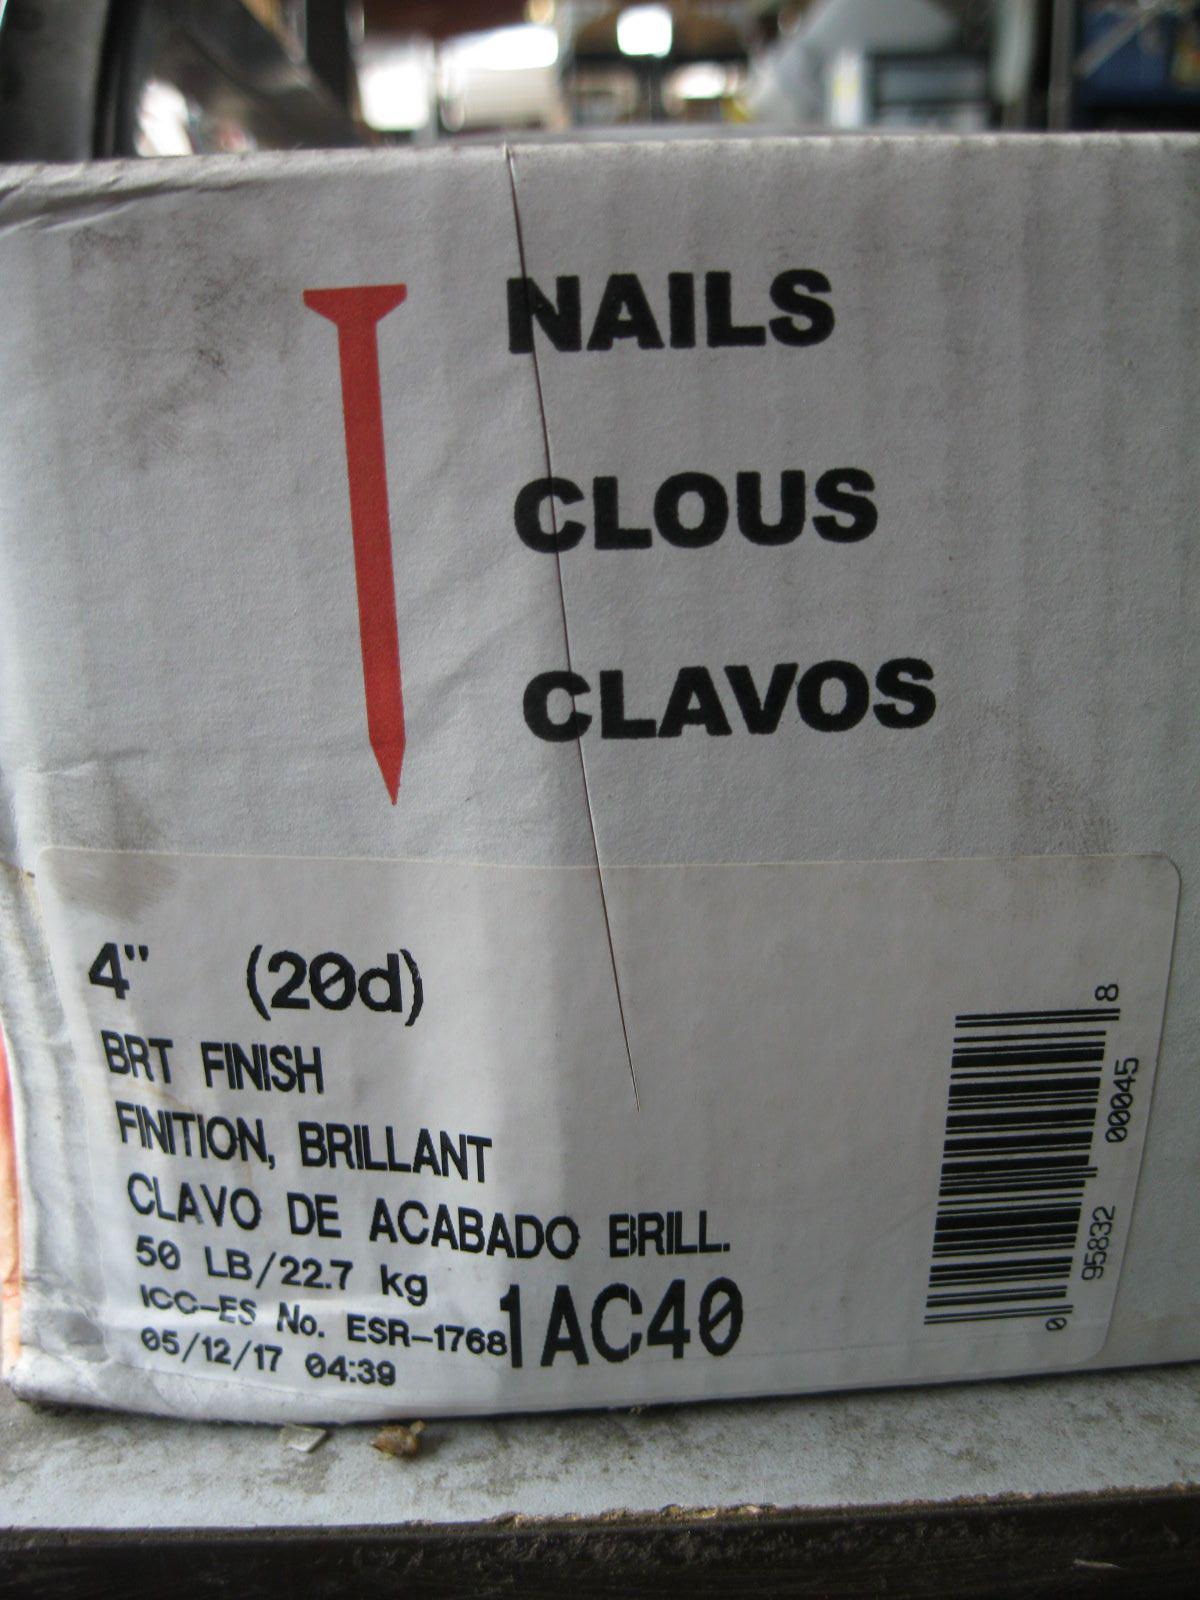 NAILS
CLOUS
CLAVOS
4" (20d)
BRT FINISH
FINITION, BRILLANT
CLAVO DE ACABADO BRILL.
50 LB/22.7 kg
ICC-ES No. ESR-1768
1AC40
05/12/17 04:39
0 95832 00045 8